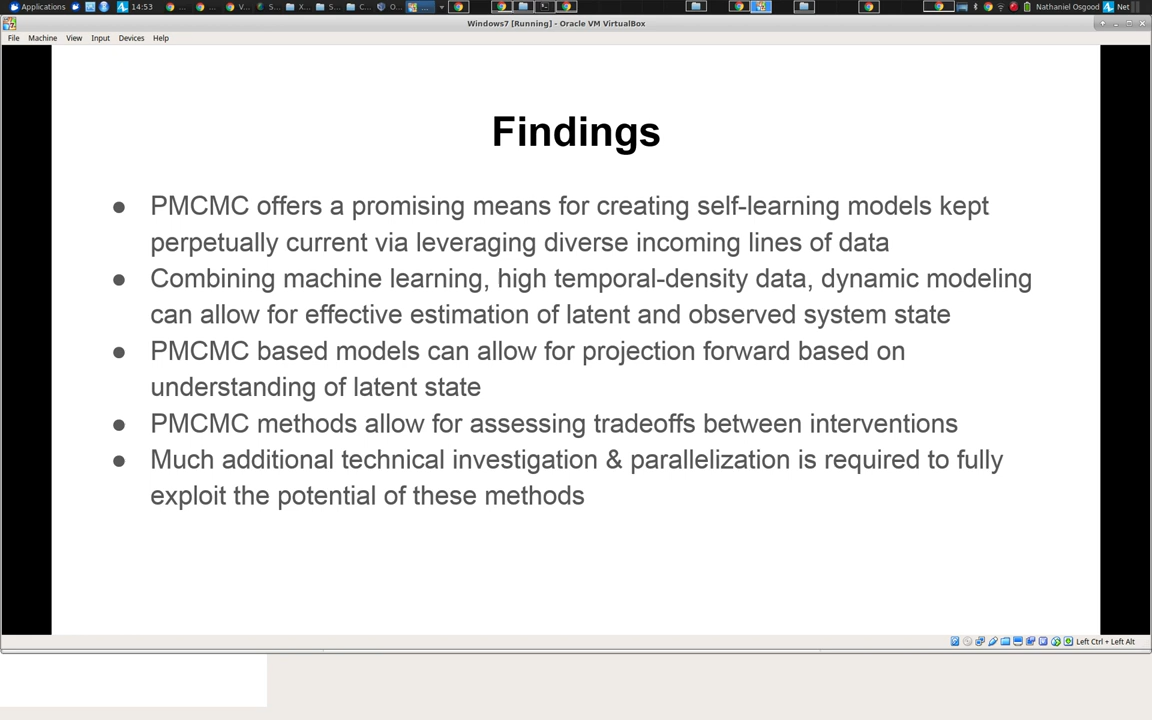 Applications
14:53
...
...
V...
S...
X...
S...
C...
O...
...
Nathaniel Osgood
Net
Windows7 [Running] - Oracle VM VirtualBox
File Machine View Input Devices Help
Findings
● PMCMC offers a promising means for creating self-learning models kept
perpetually current via leveraging diverse incoming lines of data
● Combining machine learning, high temporal-density data, dynamic modeling
can allow for effective estimation of latent and observed system state
● PMCMC based models can allow for projection forward based on
understanding of latent state
● PMCMC methods allow for assessing tradeoffs between interventions
● Much additional technical investigation & parallelization is required to fully
exploit the potential of these methods
Left Ctrl + Left Alt